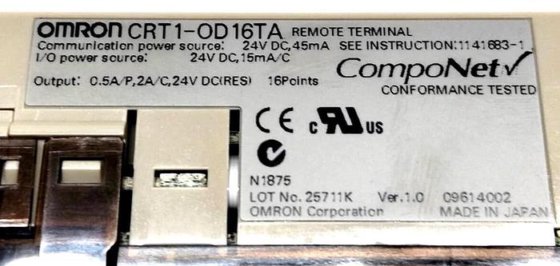 OMRON CRT1-OD16TA REMOTE TERMINAL
Communication power source: 24V DC,45mA SEE INSTRUCTION:1141683-1
I/O power source: 24V DC,15mA/C
CompoNet
Output: 0.5A/P,2A/C,24V DC(RES) 16Points
CONFORMANCE TESTED
CE c RU US
N1875
LOT No. 25711K Ver.1.0 09614002
OMRON Corporation MADE IN JAPAN